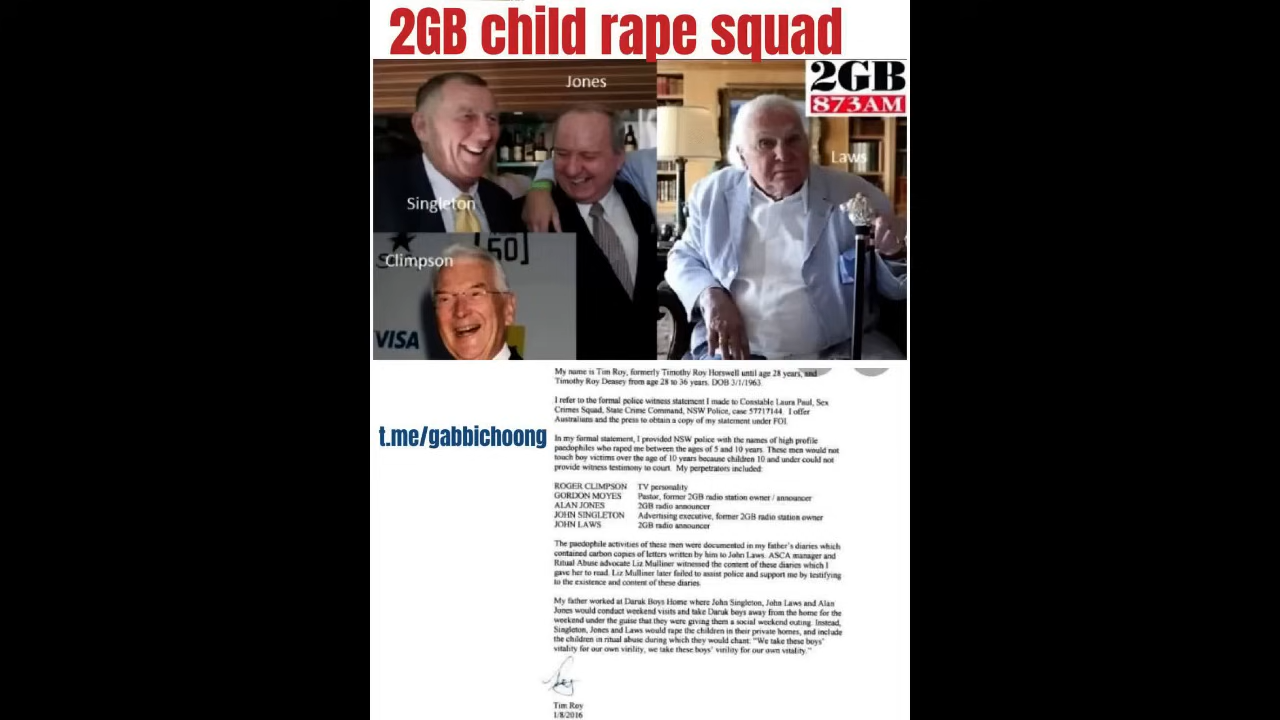 2GB child rape squad
Jones
2GB
873AM
Laws
Singleton
50
Climpson
VISA
My name is Tim Roy, formerly Timothy Roy Horswell until age 28 years, and
Timothy Roy Deasey from age 28 to 36 years. DOB 3/1/1963
I refer to the formal police witness statement I made to Constable Laura Paul, Sex
Crimes Squad, State Crime Command, NSW Police, case 57717144. I offer
Australians and the press to obtain a copy of my statement under FOI.
t.me/gabbichoong
In my formal statement, I provided NSW police with the names of high profile
paedophiles who raped me between the ages of 5 and 10 years. These men would not
touch boy victims over the age of 10 years because children 10 and under could not
provide witness testimony to court. My perpetrators included:
ROGER CLIMPSON TV personality
GORDON MOYES Pastor, former 2GB radio station owner / announcer
ALAN JONES 2GB radio announcer
JOHN SINGLETON Advertising executive, former 2GB radio station owner
JOHN LAWS 2GB radio announcer
The paedophile activities of these men were documented in my father's diaries which
contained carbon copies of letters written by him to John Laws. ASCA manager and
Ritual Abuse advocate Liz Mulliner witnessed the content of these diaries which I
gave her to read. Liz Mulliner later failed to assist police and support me by testifying
to the existence and content of these diaries.
My father worked at Daruk Boys Home where John Singleton, John Laws and Alan
Jones would conduct weekend visits and take Daruk boys away from the home for the
weekend under the guise that they were giving them a social weekend outing. Instead,
Singleton, Jones and Laws would rape the children in their private homes, and include
the children in ritual abuse during which they would chant: "We take these boys'
vitality for our own virility, we take these boys' virility for our own vitality."
Tim Roy
1/8/2016